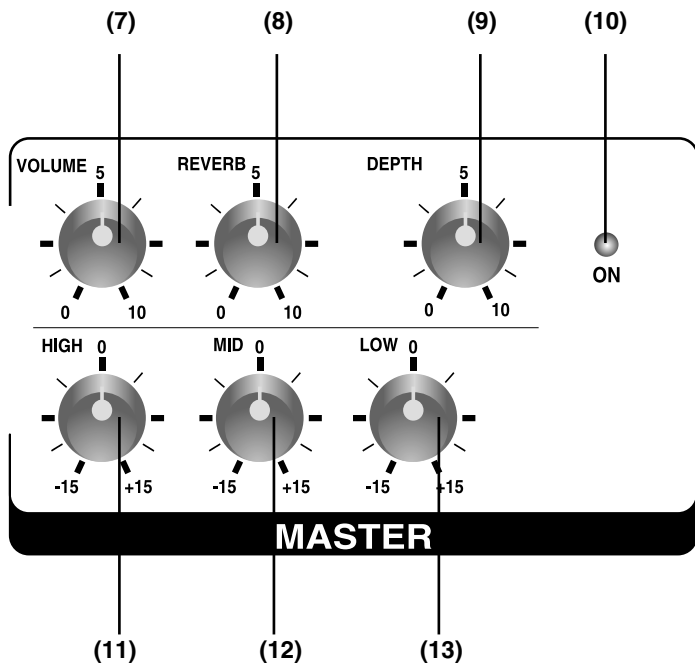 (7) (8) (9) (10)
VOLUME 5 REVERB 5 DEPTH 5
ON
0 10 0 10 0 10
HIGH 0 MID 0 LOW 0
-15 +15 -15 +15 -15 +15
MASTER
(11) (12) (13)